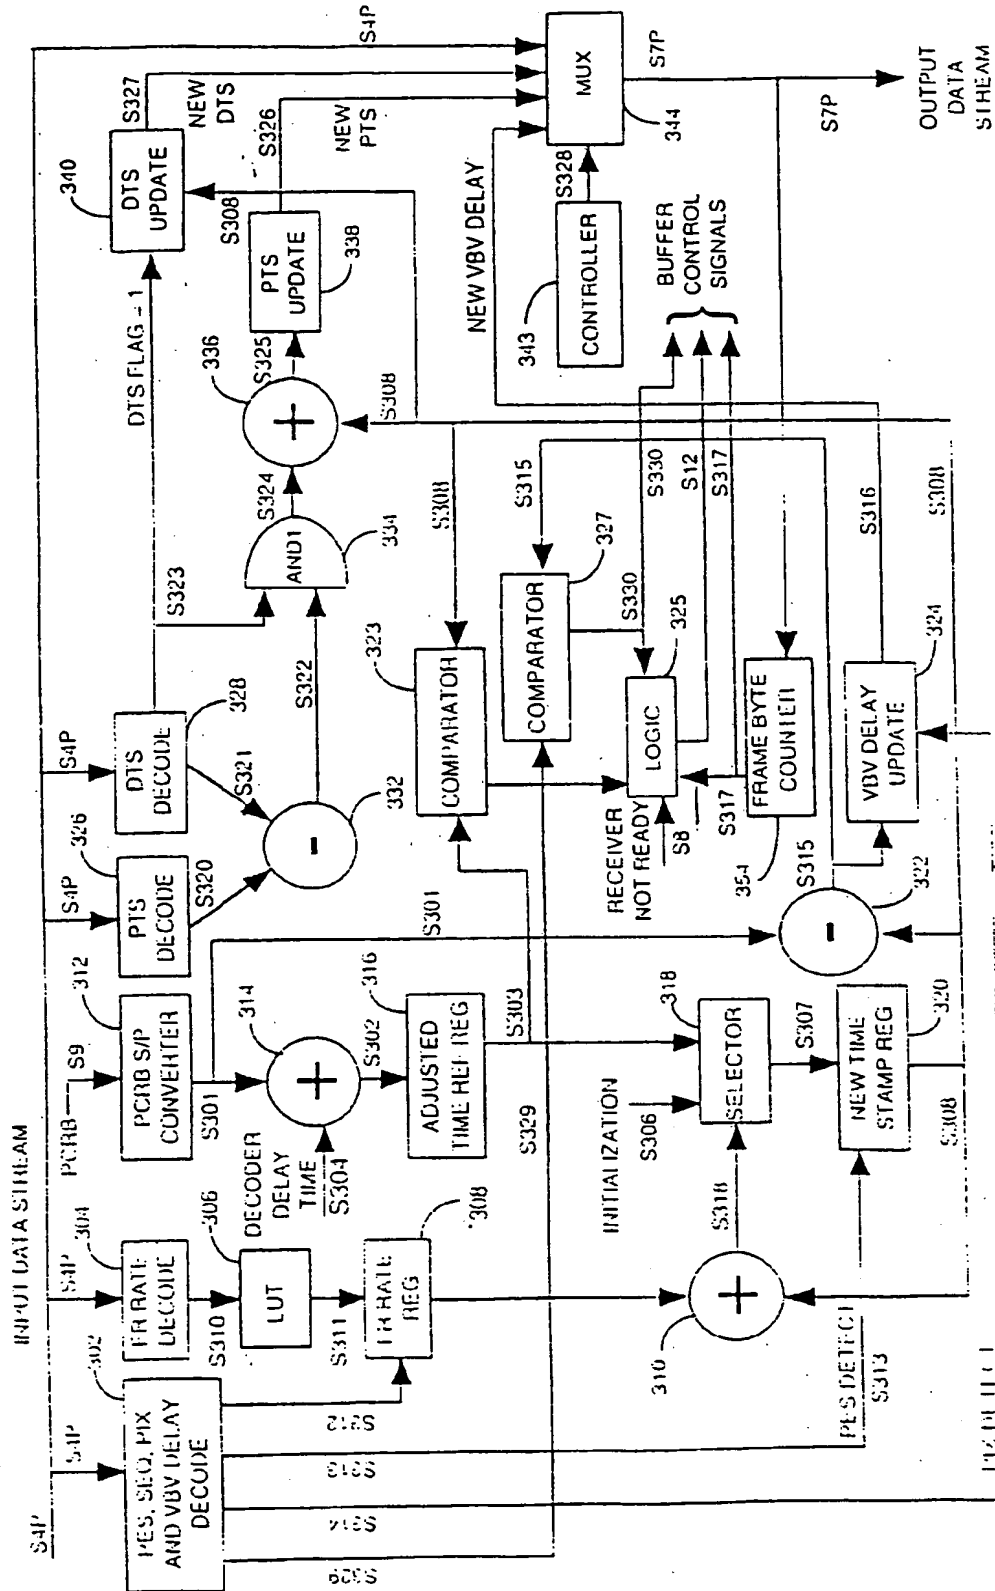 INPUT DATA STREAM
S4P
S4P
302
PES, SEQ, PIX
AND VBV DELAY
DECODE
S329
S314
S313
S312
S4P
304
FR RATE
DECODE
S310
306
LUT
S311
308
FR RATE
REG
310
+
S318
PES DETECT
S313
PCRB
S9
312
PCRB S/P
CONVERTER
S301
314
+
DECODER
DELAY
TIME
S304
S302
316
ADJUSTED
TIME REF REG
S303
S329
INITIALIZATION
S306
318
SELECTOR
S307
320
NEW TIME
STAMP REG
S308
S301
S4P
326
PTS
DECODE
S320
S4P
DTS
DECODE
328
S321
332
-
S322
S323
AND1
334
S324
336
+
S325
S308
PTS
UPDATE
338
DTS FLAG = 1
340
DTS
UPDATE
S308
S327
NEW
DTS
S326
NEW
PTS
S4P
323
COMPARATOR
S308
COMPARATOR
327
S315
S330
S330
LOGIC
325
RECEIVER
NOT READY
S8
S12
S317
S317
FRAME BYTE
COUNTER
354
S315
-
322
VBV DELAY
UPDATE
324
S316
S308
NEW VBV DELAY
BUFFER
CONTROL
SIGNALS
343
CONTROLLER
S328
MUX
344
S7P
S7P
OUTPUT
DATA
STREAM